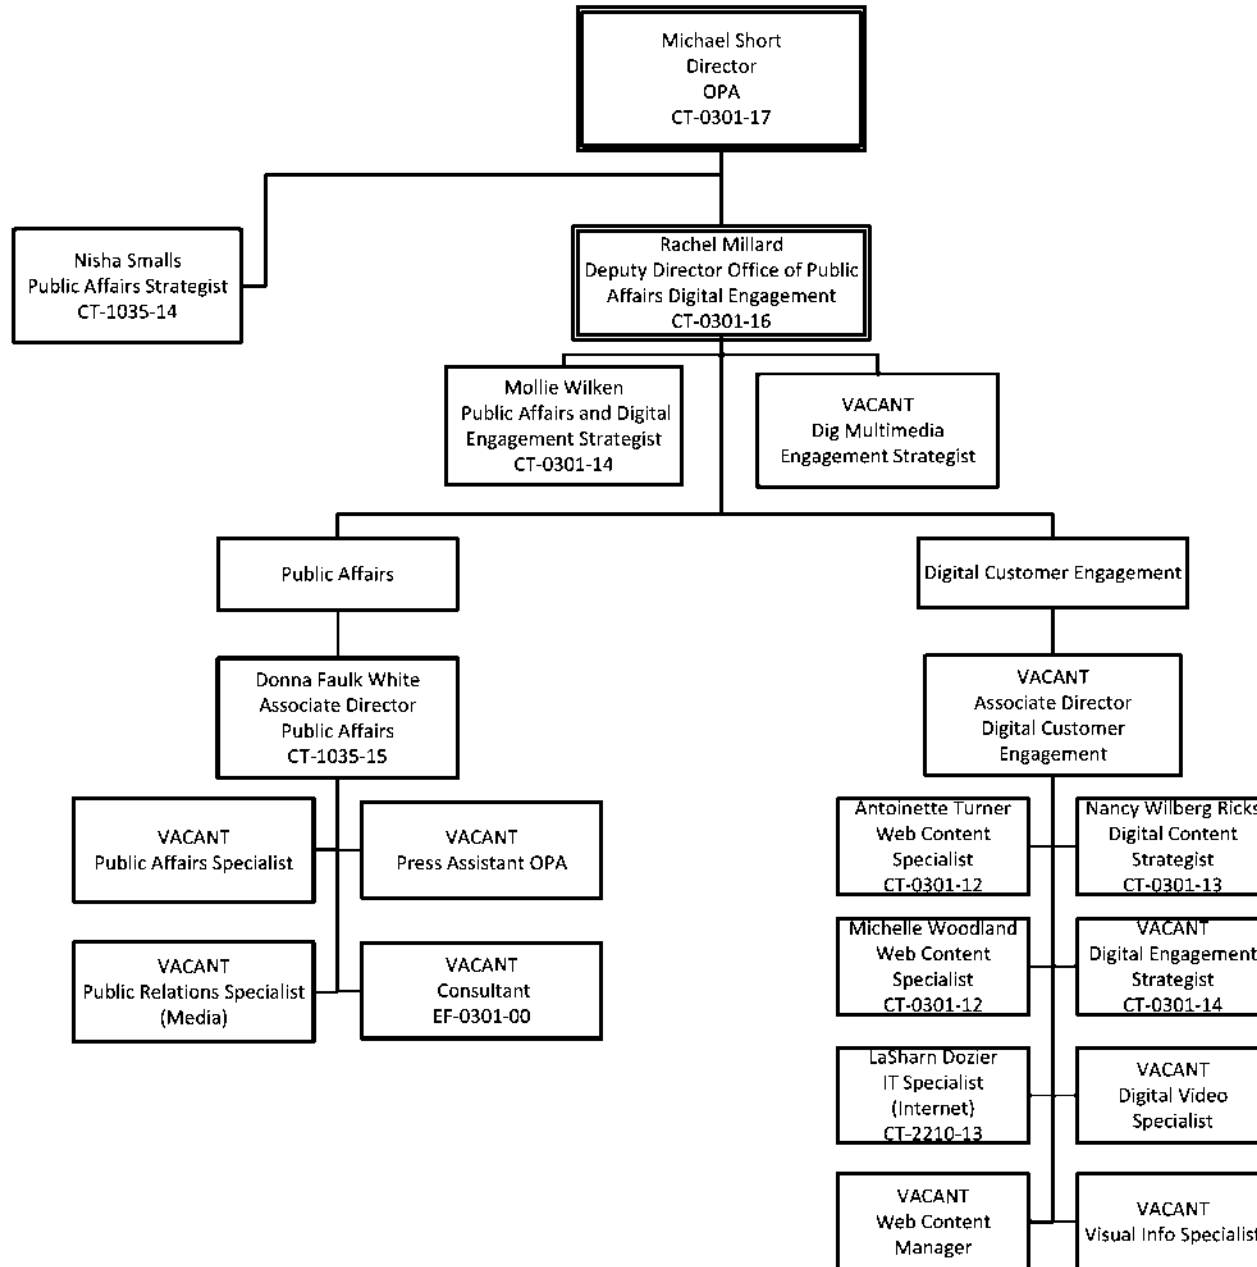 Michael Short
Director
OPA
CT-0301-17
Nisha Smalls
Public Affairs Strategist
CT-1035-14
Rachel Millard
Deputy Director Office of Public
Affairs Digital Engagement
CT-0301-16
Mollie Wilken
Public Affairs and Digital
Engagement Strategist
CT-0301-14
VACANT
Dig Multimedia
Engagement Strategist
Public Affairs
Digital Customer Engagement
Donna Faulk White
Associate Director
Public Affairs
CT-1035-15
VACANT
Associate Director
Digital Customer
Engagement
VACANT
Public Affairs Specialist
VACANT
Press Assistant OPA
VACANT
Public Relations Specialist
(Media)
VACANT
Consultant
EF-0301-00
Antoinette Turner
Web Content
Specialist
CT-0301-12
Nancy Wilberg Ricks
Digital Content
Strategist
CT-0301-13
Michelle Woodland
Web Content
Specialist
CT-0301-12
VACANT
Digital Engagement
Strategist
CT-0301-14
LaSharn Dozier
IT Specialist
(Internet)
CT-2210-13
VACANT
Digital Video
Specialist
VACANT
Web Content
Manager
VACANT
Visual Info Specialist